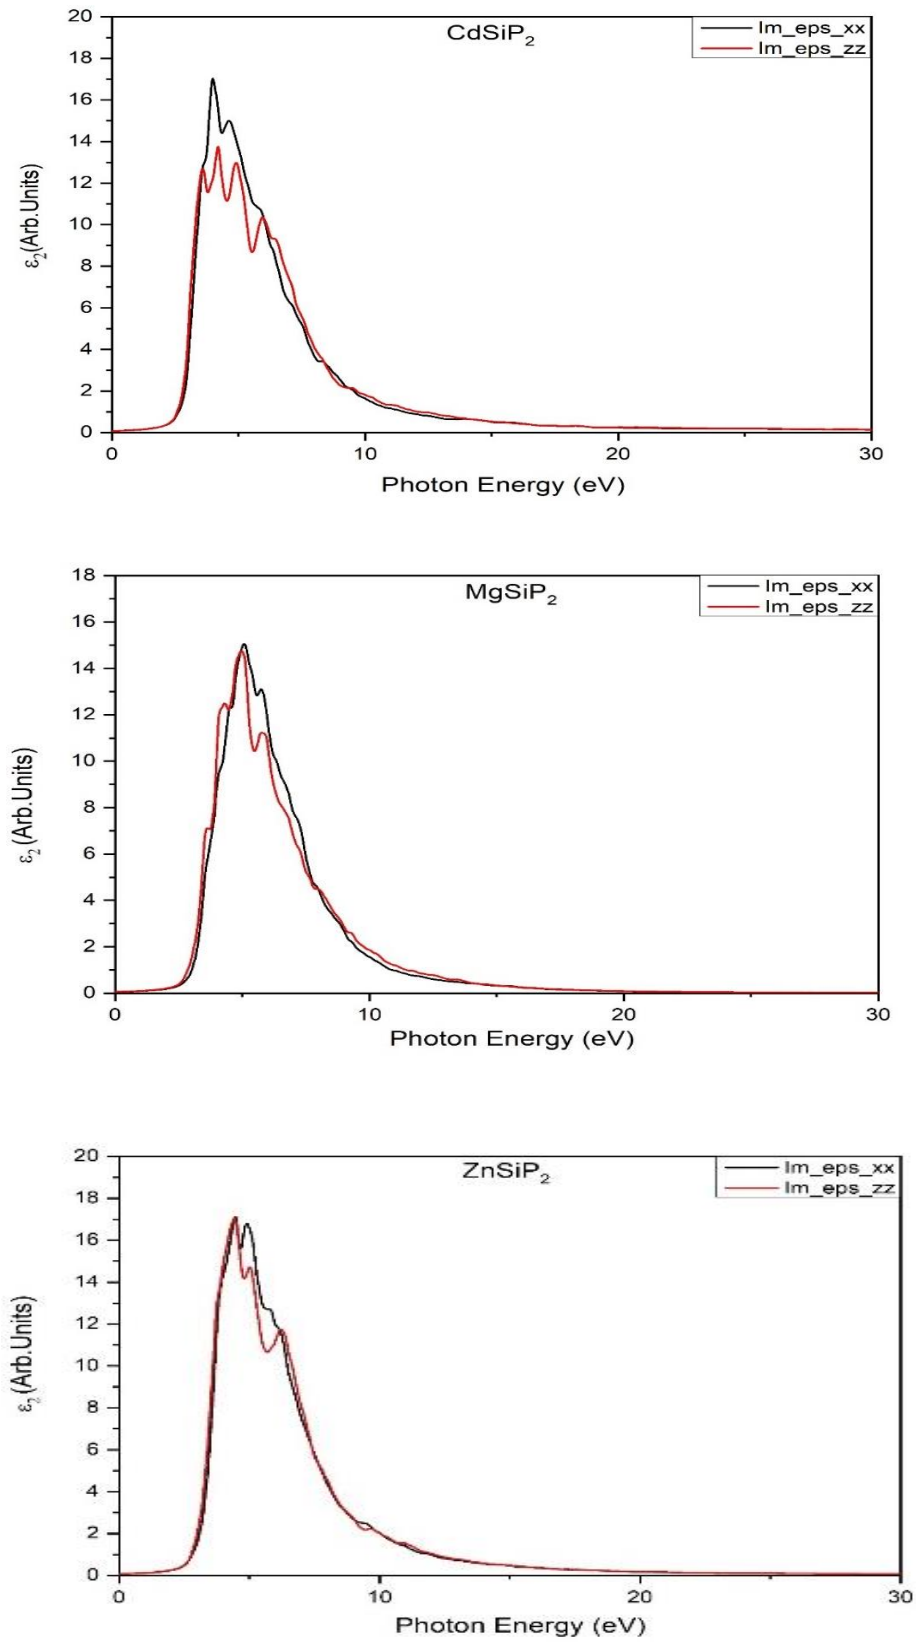 20
18
16
14
12
10
8
6
4
2
0
ε₂(Arb.Units)
CdSiP₂
Im_eps_xx
Im_eps_zz
0 10 20 30
Photon Energy (eV)
18
16
14
12
10
8
6
4
2
0
ε₂(Arb.Units)
MgSiP₂
Im_eps_xx
Im_eps_zz
0 10 20 30
Photon Energy (eV)
20
18
16
14
12
10
8
6
4
2
0
ε₂(Arb.Units)
ZnSiP₂
Im_eps_xx
Im_eps_zz
0 10 20 30
Photon Energy (eV)